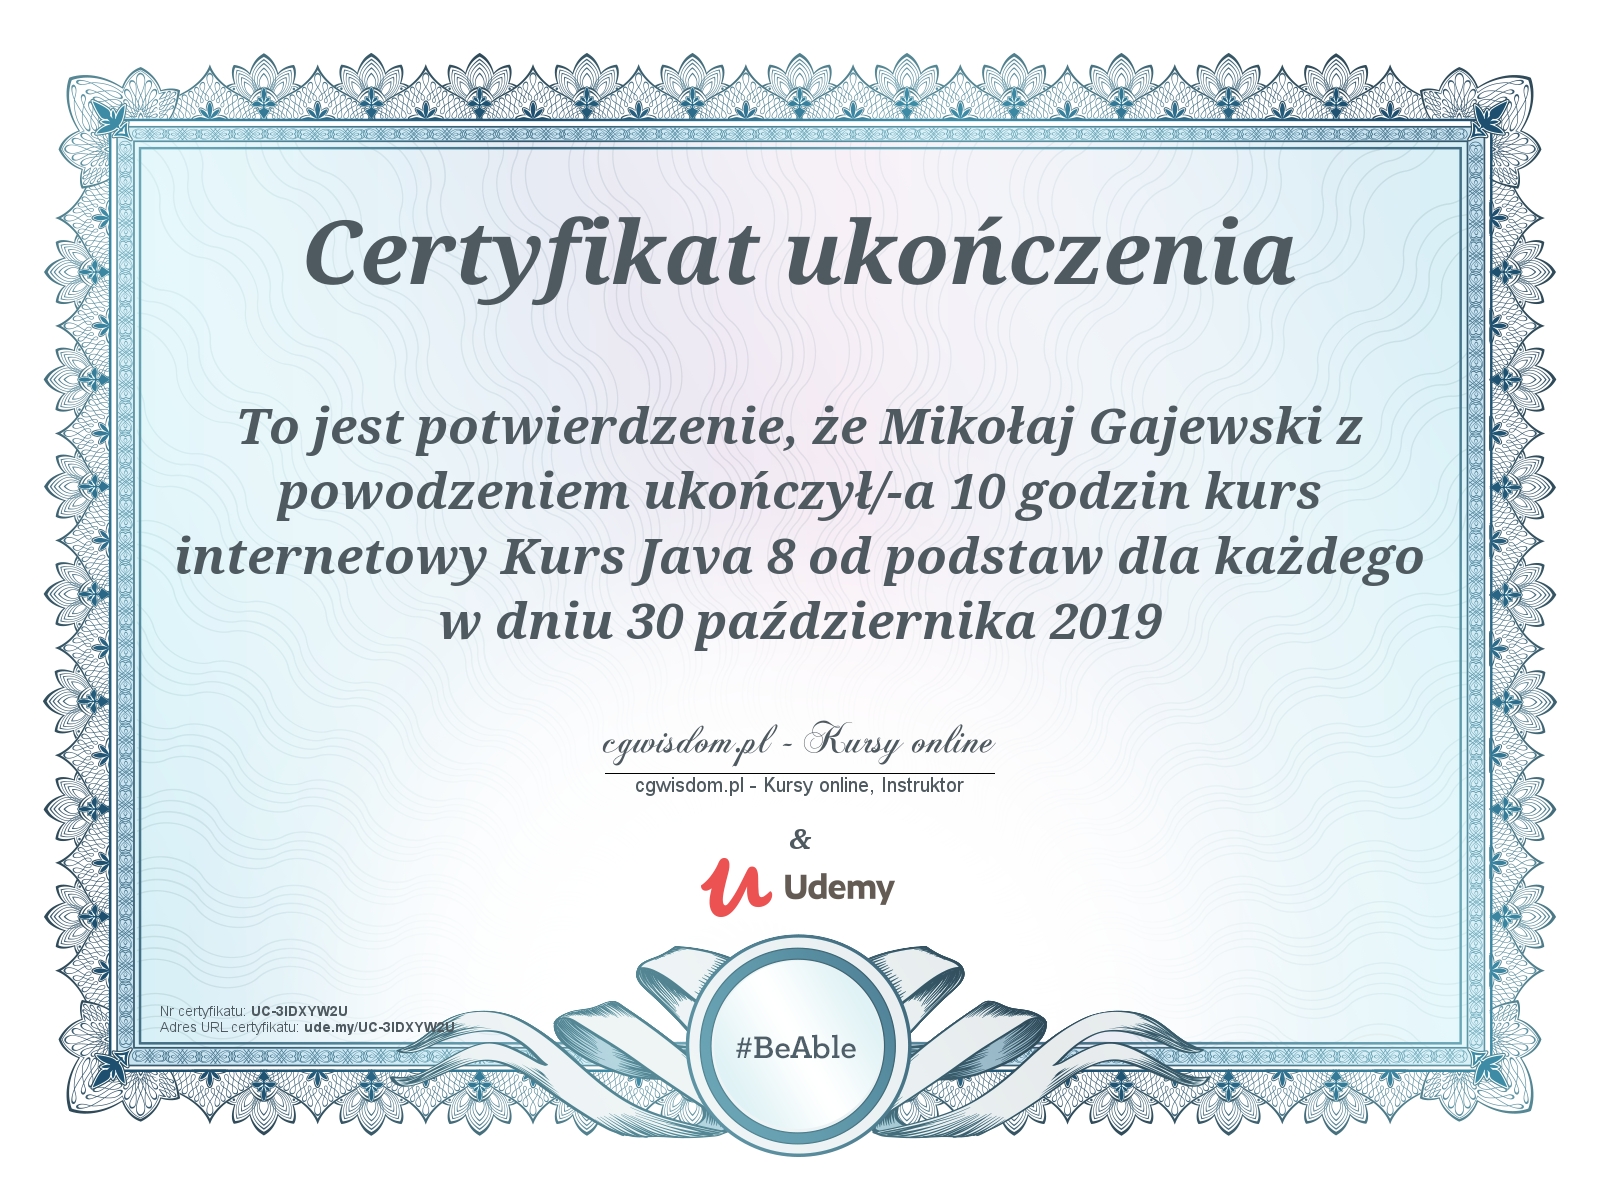 Certyfikat ukończenia
To jest potwierdzenie, że Mikołaj Gajewski z
powodzeniem ukończył/-a 10 godzin kurs
internetowy Kurs Java 8 od podstaw dla każdego
w dniu 30 października 2019
cgwisdom.pl - Kursy online
cgwisdom.pl - Kursy online, Instruktor
&
Udemy
Nr certyfikatu: UC-3IDXYW2U
Adres URL certyfikatu: ude.my/UC-3IDXYW2U
#BeAble